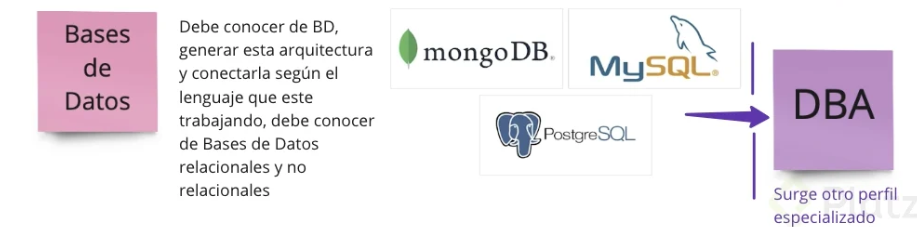 Bases
de
Datos
Debe conocer de BD,
generar esta arquitectura
y conectarla según el
lenguaje que este
trabajando, debe conocer
de Bases de Datos
relacionales y no
relacionales
mongoDB®
MySQL®
PostgreSQL
DBA
Surge otro perfil
especializado